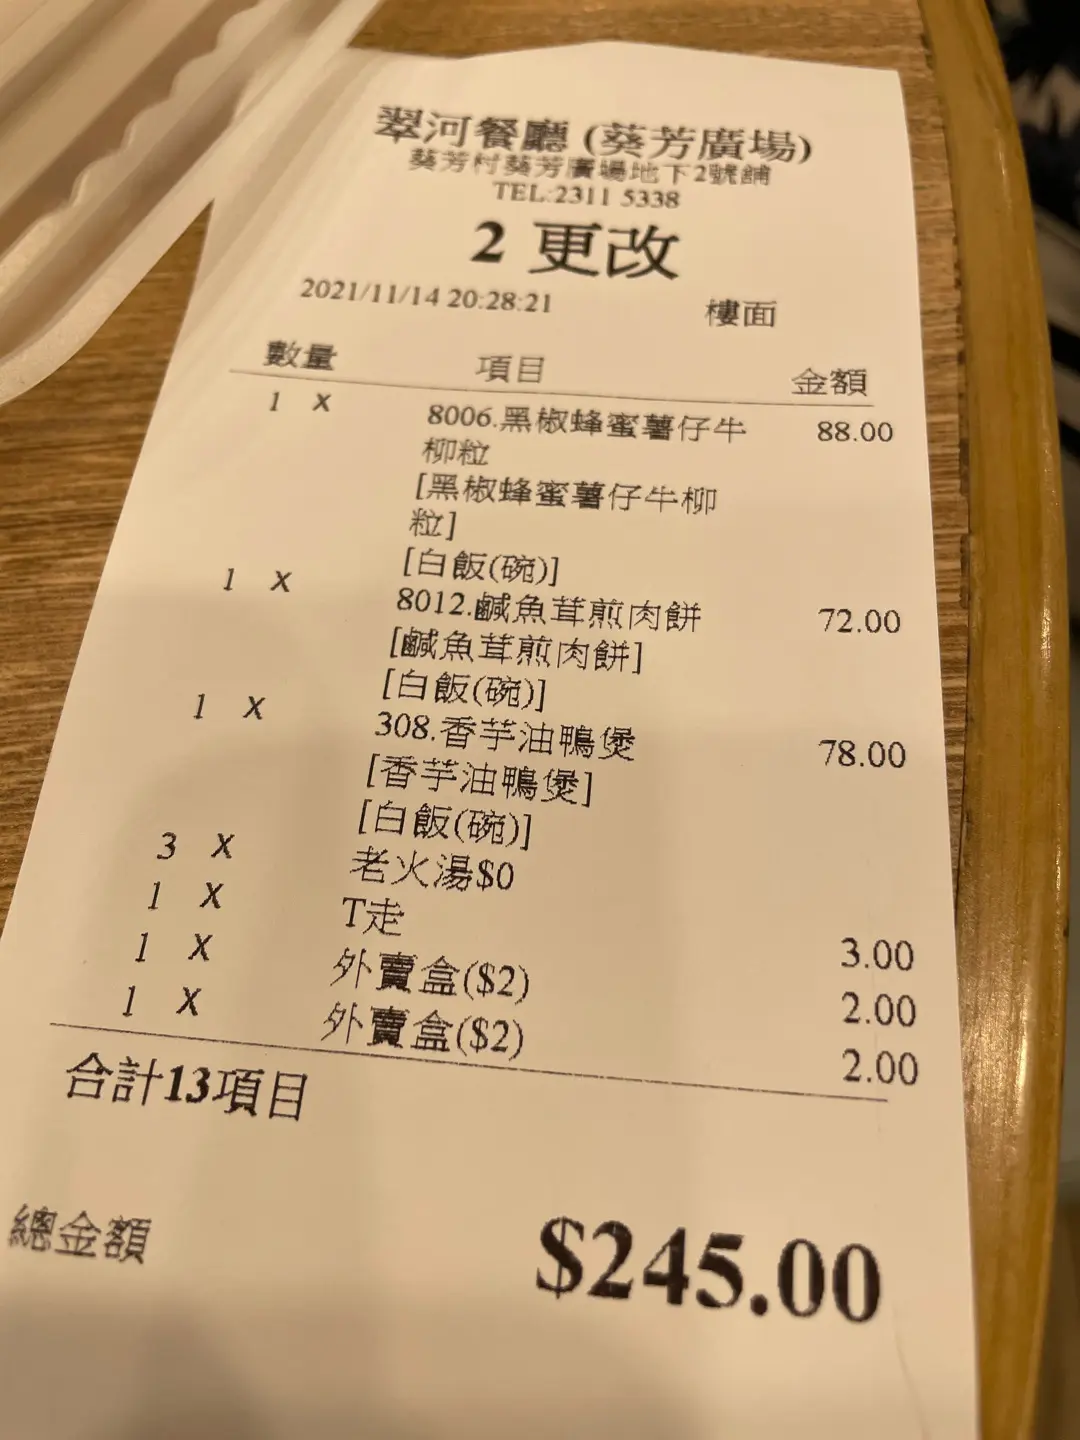 翠河餐廳 (葵芳廣場)
葵芳村葵芳廣場地下2號舖
TEL:2311 5338
2 更改
2021/11/14 20:28:21 樓面
數量 項目 金額
1 X 8006.黑椒蜂蜜薯仔牛 88.00
柳粒
[黑椒蜂蜜薯仔牛柳
粒]
[白飯(碗)]
1 X 8012.鹹魚茸煎肉餅 72.00
[鹹魚茸煎肉餅]
[白飯(碗)]
1 X 308.香芋油鴨煲 78.00
[香芋油鴨煲]
[白飯(碗)]
3 X 老火湯$0
1 X T走 3.00
1 X 外賣盒($2) 2.00
1 X 外賣盒($2) 2.00
合計13項目
總金額 $245.00